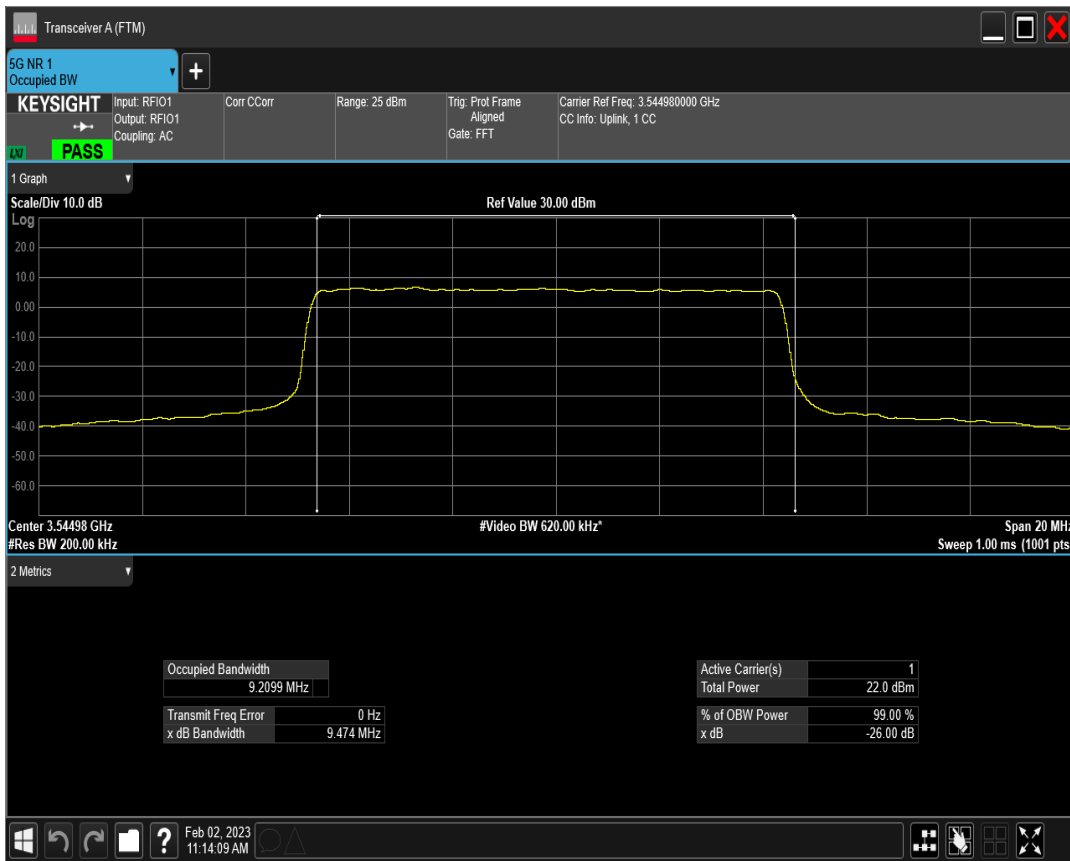 Transceiver A (FTM)
5G NR 1
Occupied BW
+
KEYSIGHT
LXI
PASS
Input: RFIO1
Output: RFIO1
Coupling: AC
Corr CCorr
Range: 25 dBm
Trig: Prot Frame
Aligned
Gate: FFT
Carrier Ref Freq: 3.544980000 GHz
CC Info: Uplink, 1 CC
1 Graph
Scale/Div 10.0 dB
Ref Value 30.00 dBm
Log
20.0
10.0
0.00
-10.0
-20.0
-30.0
-40.0
-50.0
-60.0
Center 3.54498 GHz
#Video BW 620.00 kHz*
Span 20 MHz
#Res BW 200.00 kHz
Sweep 1.00 ms (1001 pts
2 Metrics
Occupied Bandwidth
9.2099 MHz
Transmit Freq Error 0 Hz
x dB Bandwidth 9.474 MHz
Active Carrier(s) 1
Total Power 22.0 dBm
% of OBW Power 99.00 %
x dB -26.00 dB
?
Feb 02, 2023
11:14:09 AM